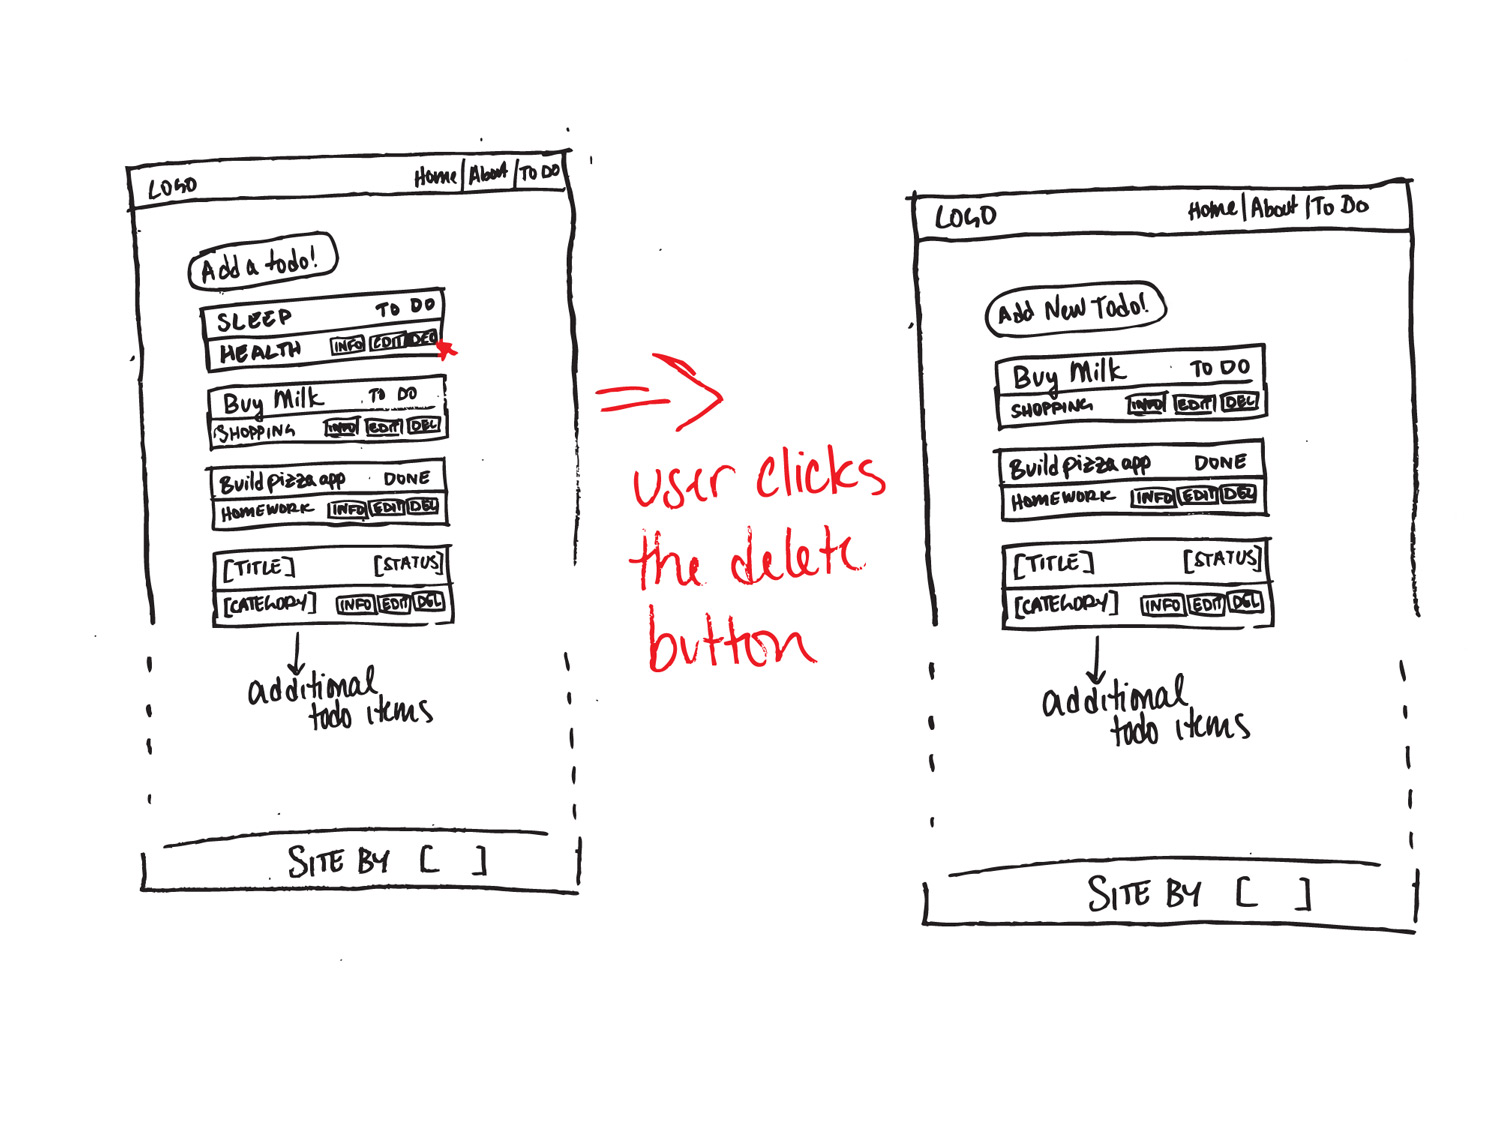 LOGO Home | About | To Do
Add a todo!
SLEEP TO DO
HEALTH INFO EDIT DEL
Buy Milk TO DO
SHOPPING INFO EDIT DEL
Build pizza app DONE
HOMEWORK INFO EDIT DEL
[TITLE] [STATUS]
[CATEGORY] INFO EDIT DEL
additional
todo items
SITE BY [ ]
user clicks
the delete
button
LOGO Home | About | To Do
Add New Todo!
Buy Milk TO DO
SHOPPING INFO EDIT DEL
Build pizza app DONE
HOMEWORK INFO EDIT DEL
[TITLE] [STATUS]
[CATEGORY] INFO EDIT DEL
additional
todo items
SITE BY [ ]